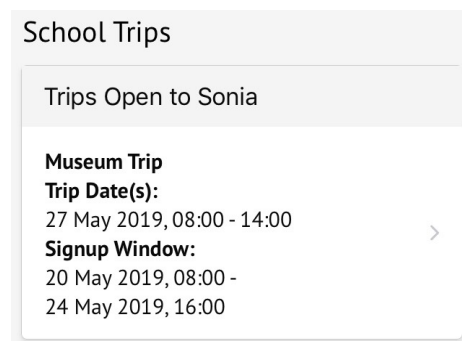 School Trips
Trips Open to Sonia
Museum Trip
Trip Date(s):
27 May 2019, 08:00 - 14:00
Signup Window:
20 May 2019, 08:00 -
24 May 2019, 16:00